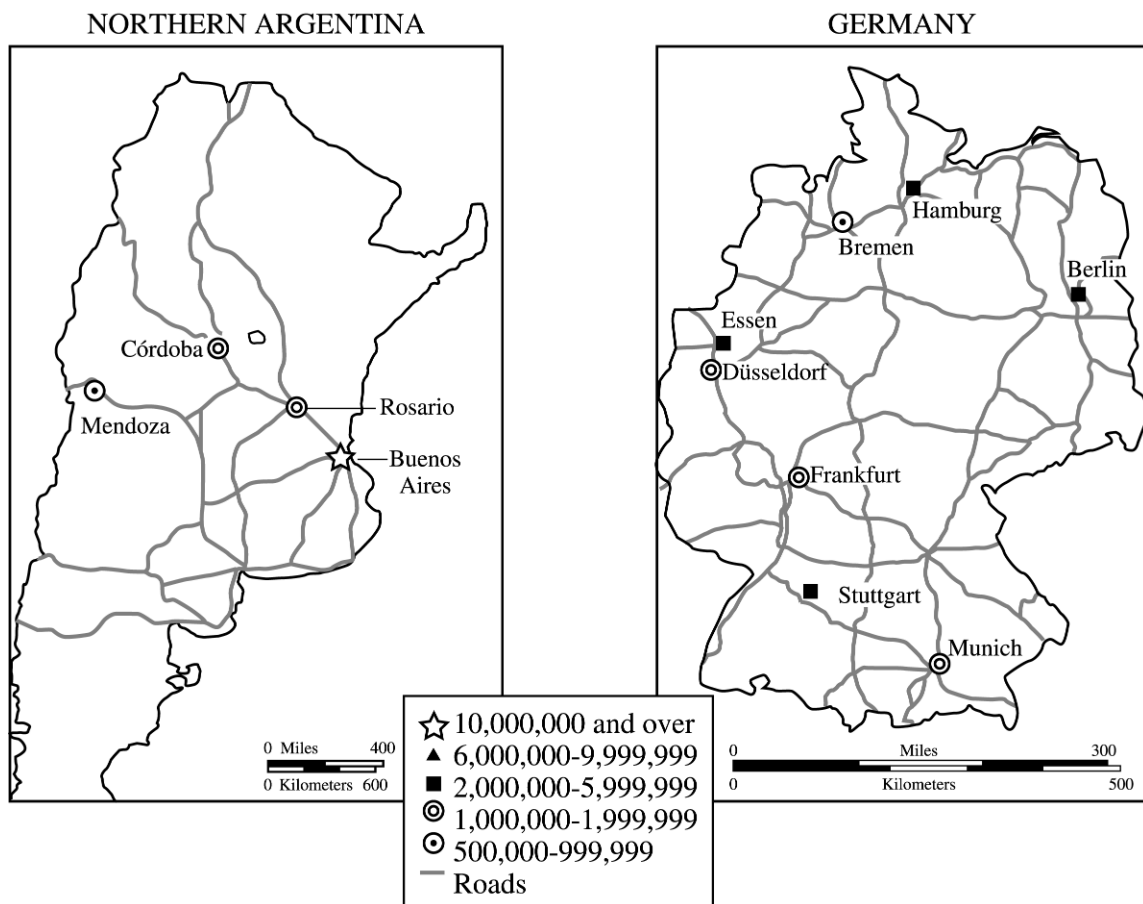 NORTHERN ARGENTINA
Córdoba
Mendoza
Rosario
Buenos
Aires
0 Miles 400
0 Kilometers 600
GERMANY
Hamburg
Bremen
Berlin
Essen
Düsseldorf
Frankfurt
Stuttgart
Munich
0 Miles 300
0 Kilometers 500
10,000,000 and over
6,000,000-9,999,999
2,000,000-5,999,999
1,000,000-1,999,999
500,000-999,999
Roads